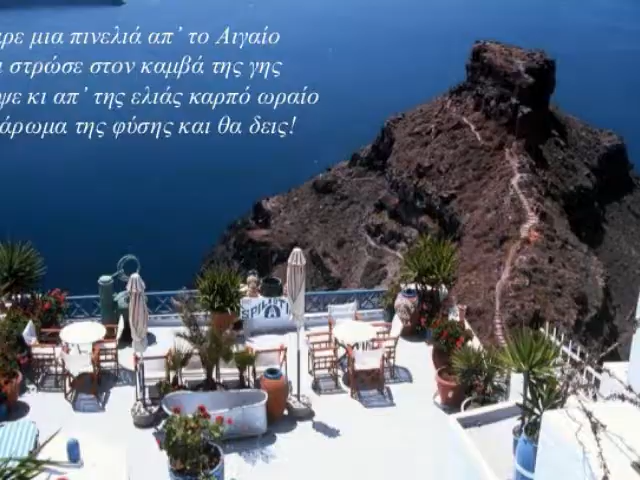 μια πινελιά απ’ το Αιγαίο
στρώσε στον καμβά της γης
κι απ’ της ελιάς καρπό ωραίο
άρωμα της φύσης και θα δεις!